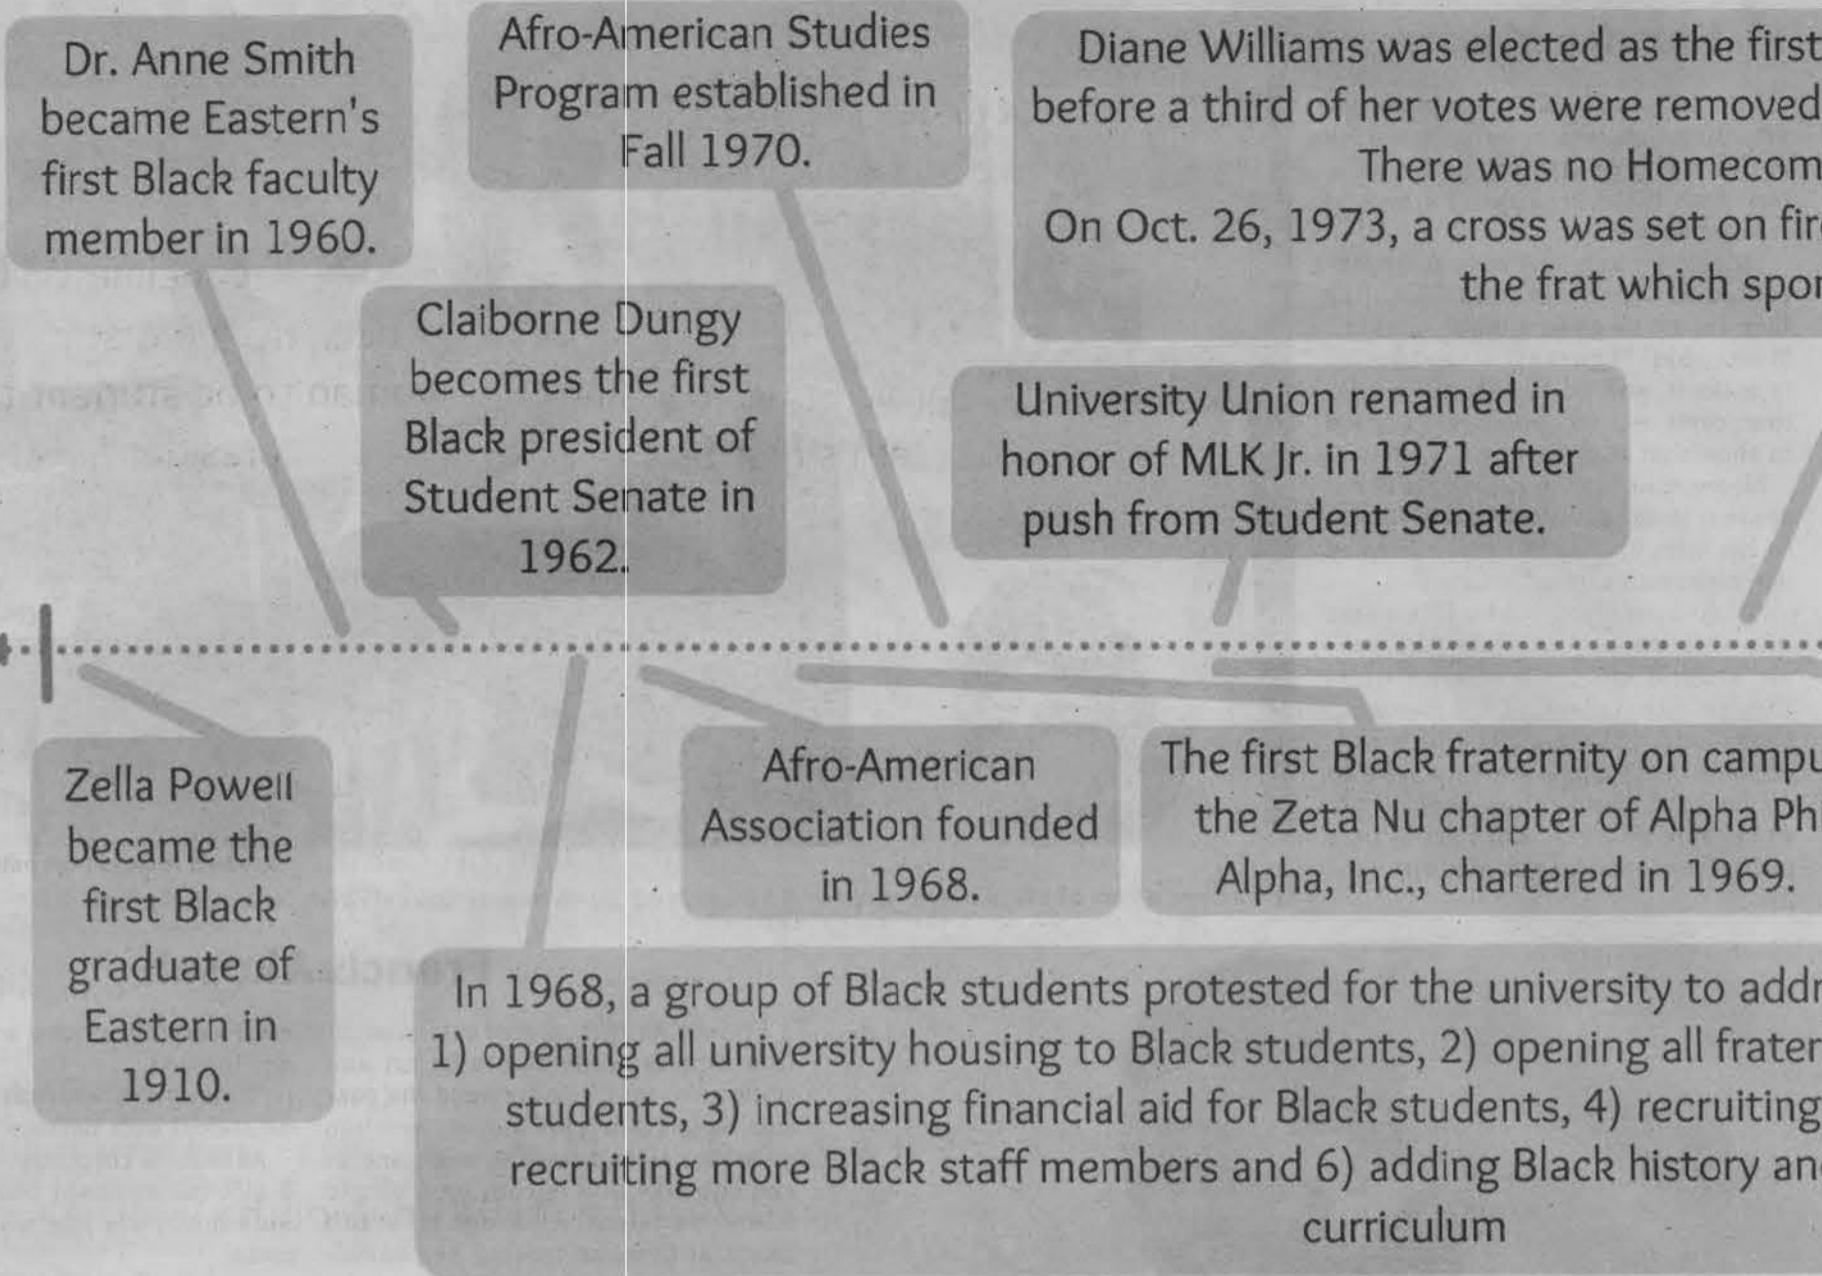 Dr. Anne Smith
became Eastern's
first Black faculty
member in 1960.
Afro-American Studies
Program established in
Fall 1970.
Diane Williams was elected as the first
before a third of her votes were removed
There was no Homecom
On Oct. 26, 1973, a cross was set on fir
the frat which spor
Claiborne Dungy
becomes the first
Black president of
Student Senate in
1962.
University Union renamed in
honor of MLK Jr. in 1971 after
push from Student Senate.
Zella Powell
became the
first Black
graduate of
Eastern in
1910.
Afro-American
Association founded
in 1968.
The first Black fraternity on campu
the Zeta Nu chapter of Alpha Ph
Alpha, Inc., chartered in 1969.
In 1968, a group of Black students protested for the university to addr
1) opening all university housing to Black students, 2) opening all frater
students, 3) increasing financial aid for Black students, 4) recruiting
recruiting more Black staff members and 6) adding Black history an
curriculum